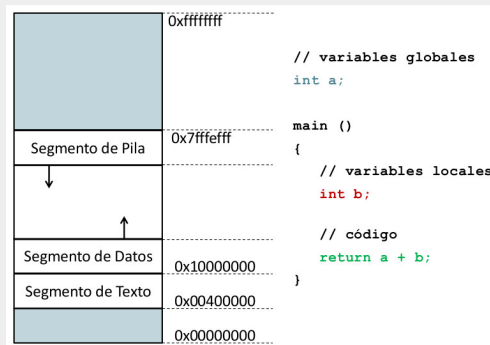 0xffffffff
Segmento de Pila
0x7fffefff
Segmento de Datos
0x10000000
Segmento de Texto
0x00400000
0x00000000
// variables globales
int a;
main ()
{
// variables locales
int b;
// código
return a + b;
}